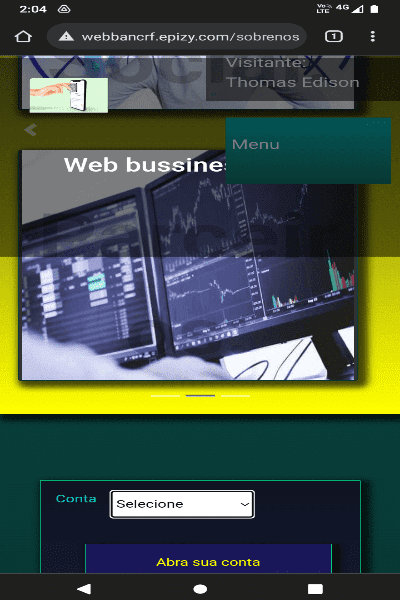 2:04
Vo LTE 4G
webbancrf.epizy.com/sobrenos
1
Visitante:
Thomas Edison
Menu
Web bussine
Conta
Selecione
Abra sua conta